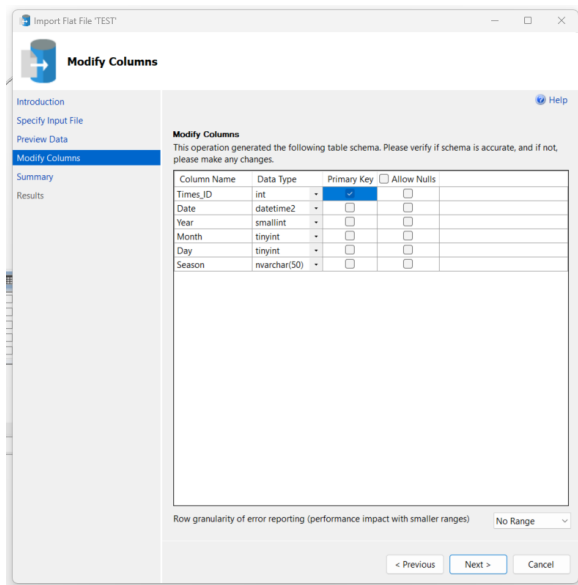 Import Flat File 'TEST'
Modify Columns
Introduction
Specify Input File
Preview Data
Modify Columns
Summary
Results
Help
Modify Columns
This operation generated the following table schema. Please verify if schema is accurate, and if not,
please make any changes.
Column Name Data Type Primary Key Allow Nulls
Times_ID int
Date datetime2
Year smallint
Month tinyint
Day tinyint
Season nvarchar(50)
Row granularity of error reporting (performance impact with smaller ranges) No Range
< Previous Next > Cancel